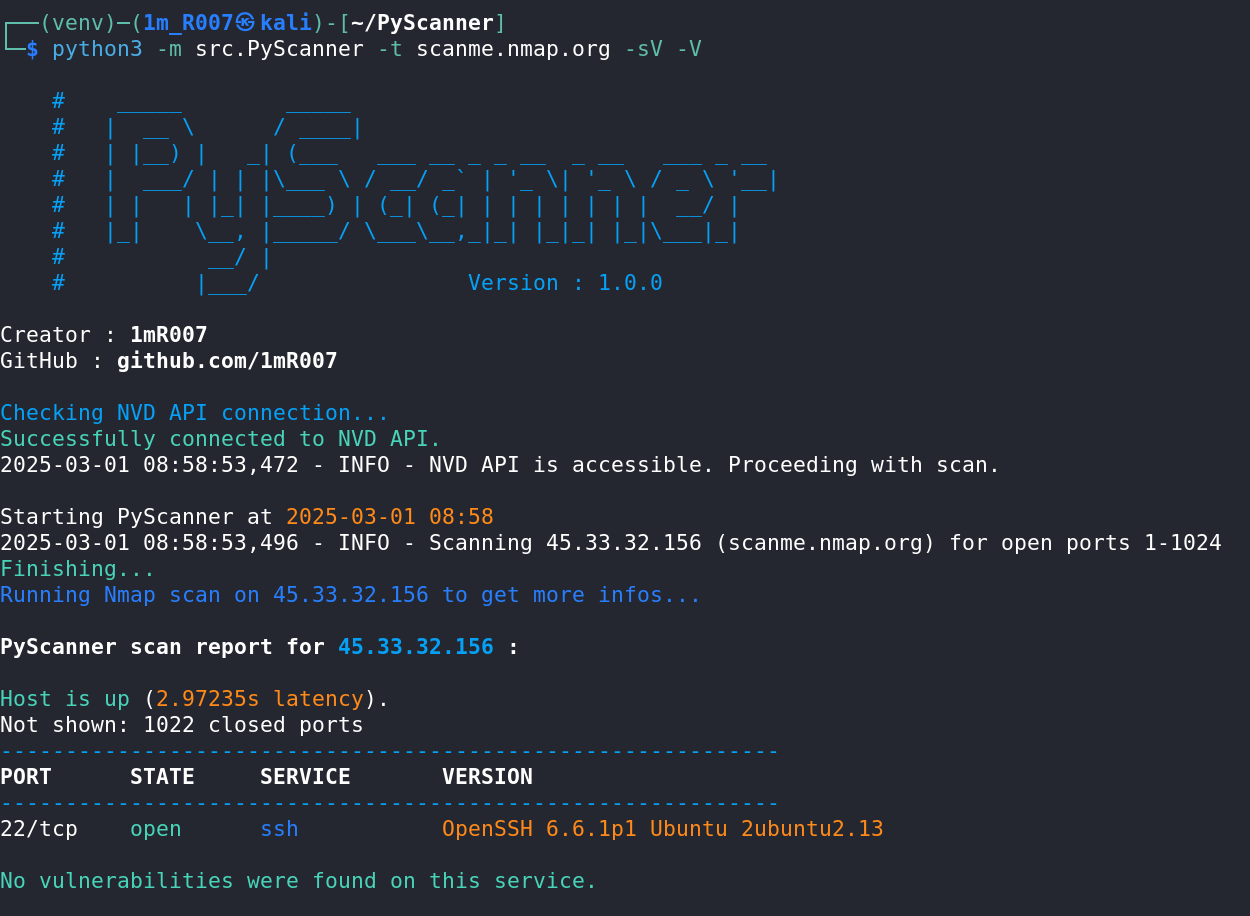 ┌──(venv)─(1m_R007㉿kali)-[~/PyScanner]
└─$ python3 -m src.PyScanner -t scanme.nmap.org -sV -V
    #    _____        _____
    #   |  __ \      / ____|
    #   | |__) |   _| (___   ___ __ _ _ __  _ __   ___ _ __
    #   |  ___/ | | |\___ \ / __/ _` | '_ \| '_ \ / _ \ '__|
    #   | |   | |_| |____) | (_| (_| | | | | | | |  __/ |
    #   |_|    \__, |_____/ \___\__,_|_| |_|_| |_|\___|_|
    #           __/ |
    #          |___/                Version : 1.0.0
Creator : 1mR007
GitHub : github.com/1mR007
Checking NVD API connection...
Successfully connected to NVD API.
2025-03-01 08:58:53,472 - INFO - NVD API is accessible. Proceeding with scan.
Starting PyScanner at 2025-03-01 08:58
2025-03-01 08:58:53,496 - INFO - Scanning 45.33.32.156 (scanme.nmap.org) for open ports 1-1024
Finishing...
Running Nmap scan on 45.33.32.156 to get more infos...
PyScanner scan report for 45.33.32.156 :
Host is up (2.97235s latency).
Not shown: 1022 closed ports
------------------------------------------------------------
PORT      STATE     SERVICE       VERSION
------------------------------------------------------------
22/tcp    open      ssh           OpenSSH 6.6.1p1 Ubuntu 2ubuntu2.13
No vulnerabilities were found on this service.